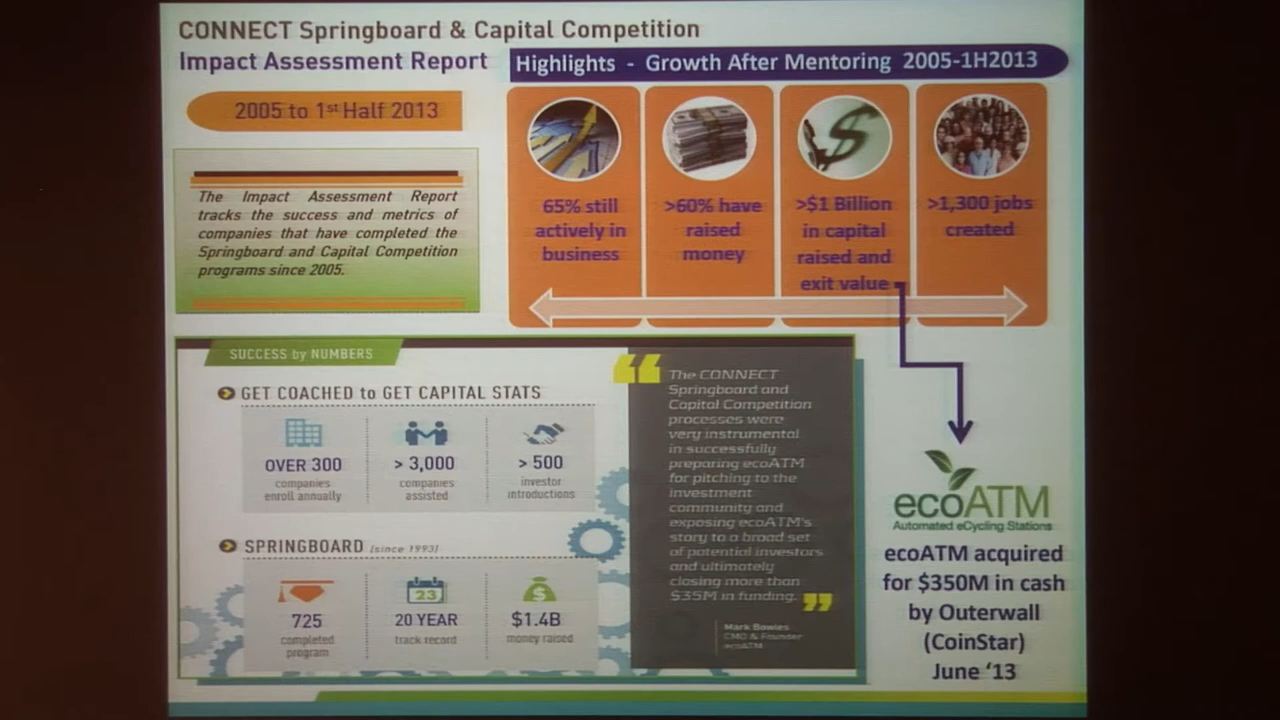 CONNECT Springboard & Capital Competition
Impact Assessment Report
Highlights - Growth After Mentoring 2005-1H2013
2005 to 1st Half 2013
The Impact Assessment Report
tracks the success and metrics of
companies that have completed the
Springboard and Capital Competition
programs since 2005.
65% still
actively in
business
>60% have
raised
money
>$1 Billion
in capital
raised and
exit value
>1,300 jobs
created
SUCCESS by NUMBERS
GET COACHED to GET CAPITAL STATS
OVER 300
companies
enroll annually
> 3,000
companies
assisted
> 500
investor
introductions
SPRINGBOARD (since 1993)
725
completed
program
23
20 YEAR
track record
$
$1.4B
money raised
“
The CONNECT
Springboard and
Capital Competition
processes were
very instrumental
in successfully
preparing ecoATM
for pitching to the
investment
community and
exposing ecoATM's
story to a broad set
of potential investors
and ultimately
closing more than
$35M in funding.
”
Mark Bowles
CMO & Founder
ecoATM
ecoATM
Automated eCycling Stations
ecoATM acquired
for $350M in cash
by Outerwall
(CoinStar)
June ‘13